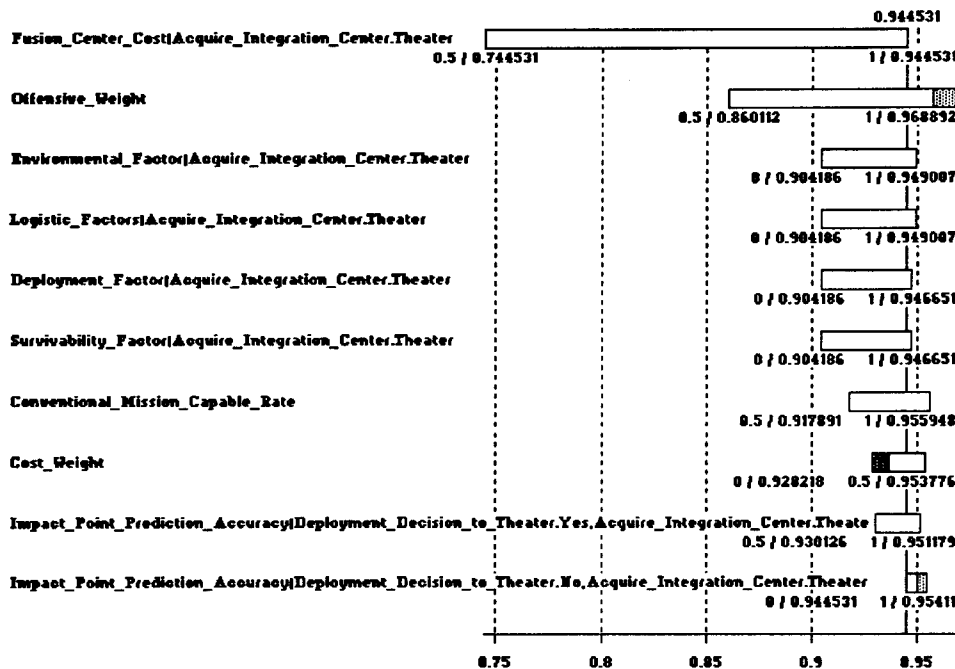 0.944531
Fusion_Center_Cost|Acquire_Integration_Center.Theater
0.5 / 0.744531 1 / 0.944531
Offensive_Weight
0.5 / 0.860112 1 / 0.968892
Environmental_Factor|Acquire_Integration_Center.Theater
0 / 0.904186 1 / 0.949007
Logistic_Factors|Acquire_Integration_Center.Theater
0 / 0.904186 1 / 0.949007
Deployment_Factor|Acquire_Integration_Center.Theater
0 / 0.904186 1 / 0.946651
Survivability_Factor|Acquire_Integration_Center.Theater
0 / 0.904186 1 / 0.946651
Conventional_Mission_Capable_Rate
0.5 / 0.917891 1 / 0.955948
Cost_Weight
0 / 0.928218 0.5 / 0.953776
Impact_Point_Prediction_Accuracy|Deployment_Decision_to_Theater.Yes,Acquire_Integration_Center.Theate
0.5 / 0.930126 1 / 0.951179
Impact_Point_Prediction_Accuracy|Deployment_Decision_to_Theater.No,Acquire_Integration_Center.Theater
0 / 0.944531 1 / 0.95411
0.75 0.8 0.85 0.9 0.95